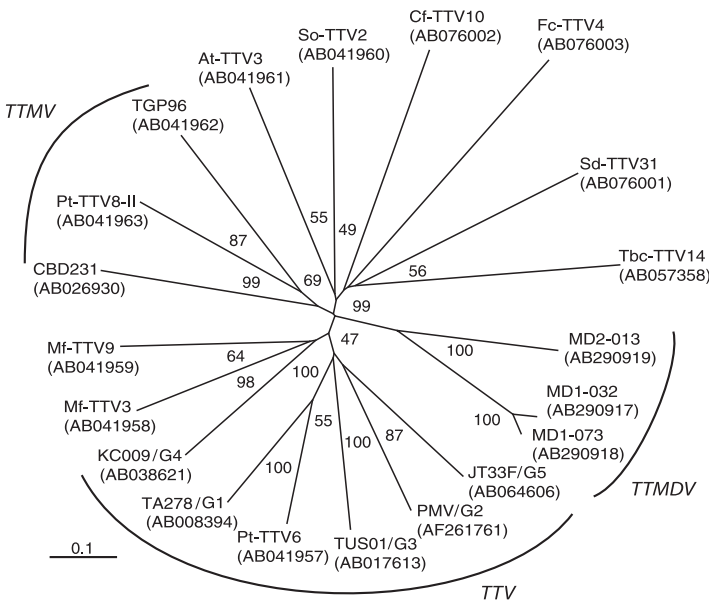 Cf-TTV10
(AB076002)
Fc-TTV4
(AB076003)
So-TTV2
(AB041960)
At-TTV3
(AB041961)
TTMV
TGP96
(AB041962)
Sd-TTV31
(AB076001)
Pt-TTV8-II
(AB041963)
55
49
87
Tbc-TTV14
(AB057358)
CBD231
(AB026930)
99
69
56
99
MD2-013
(AB290919)
Mf-TTV9
(AB041959)
47
100
64
100
98
Mf-TTV3
(AB041958)
MD1-032
(AB290917)
100
MD1-073
(AB290918)
55
100
87
KC009/G4
(AB038621)
100
JT33F/G5
(AB064606)
TTMDV
TA278/G1
(AB008394)
PMV/G2
(AF261761)
Pt-TTV6
(AB041957)
TUS01/G3
(AB017613)
0.1
TTV